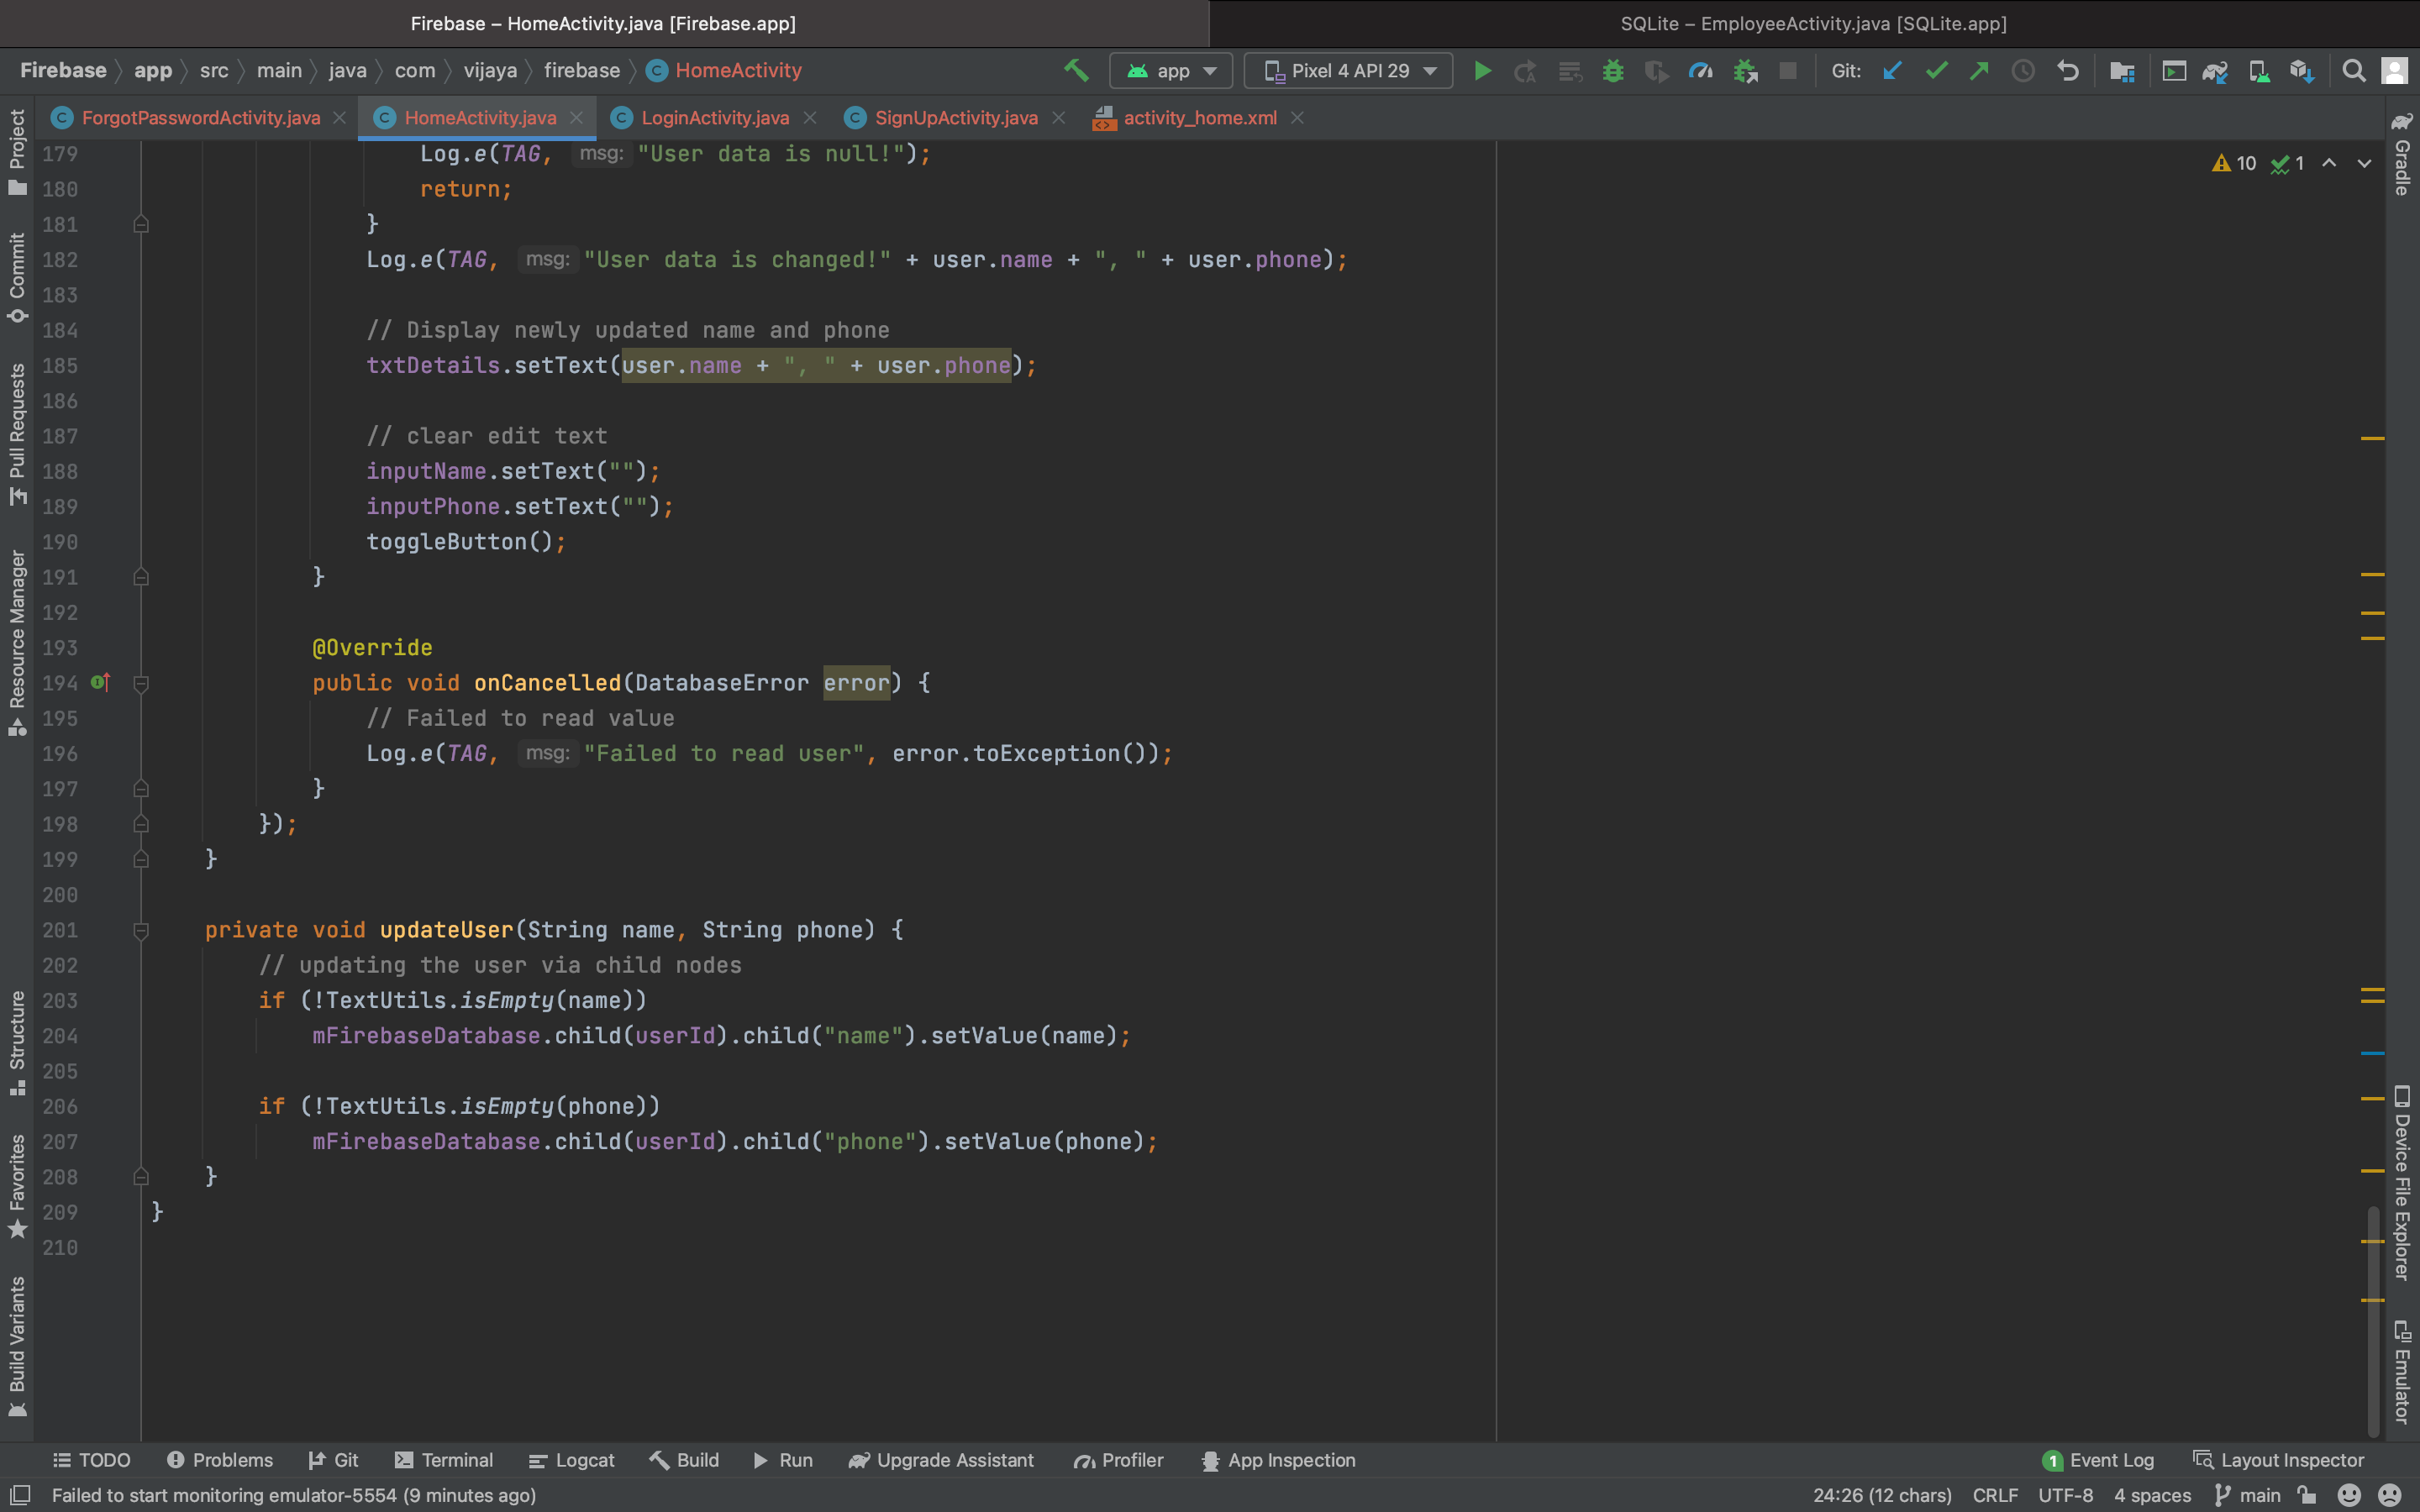 Firebase – HomeActivity.java [Firebase.app]
SQLite – EmployeeActivity.java [SQLite.app]
Firebase app src main java com vijaya firebase HomeActivity
app
Pixel 4 API 29
Git:
ForgotPasswordActivity.java
HomeActivity.java
LoginActivity.java
SignUpActivity.java
activity_home.xml
Project
Commit
Pull Requests
Resource Manager
Structure
Favorites
Build Variants
179 Log.e(TAG, msg: "User data is null!");
180 return;
181 }
182 Log.e(TAG, msg: "User data is changed!" + user.name + ", " + user.phone);
183
184 // Display newly updated name and phone
185 txtDetails.setText(user.name + ", " + user.phone);
186
187 // clear edit text
188 inputName.setText("");
189 inputPhone.setText("");
190 toggleButton();
191 }
192
193 @Override
194 public void onCancelled(DatabaseError error) {
195 // Failed to read value
196 Log.e(TAG, msg: "Failed to read user", error.toException());
197 }
198 });
199 }
200
201 private void updateUser(String name, String phone) {
202 // updating the user via child nodes
203 if (!TextUtils.isEmpty(name))
204 mFirebaseDatabase.child(userId).child("name").setValue(name);
205
206 if (!TextUtils.isEmpty(phone))
207 mFirebaseDatabase.child(userId).child("phone").setValue(phone);
208 }
209 }
210
10 1
Gradle
Device File Explorer
Emulator
TODO Problems Git Terminal Logcat Build Run Upgrade Assistant Profiler App Inspection
1 Event Log Layout Inspector
Failed to start monitoring emulator-5554 (9 minutes ago)
24:26 (12 chars) CRLF UTF-8 4 spaces main